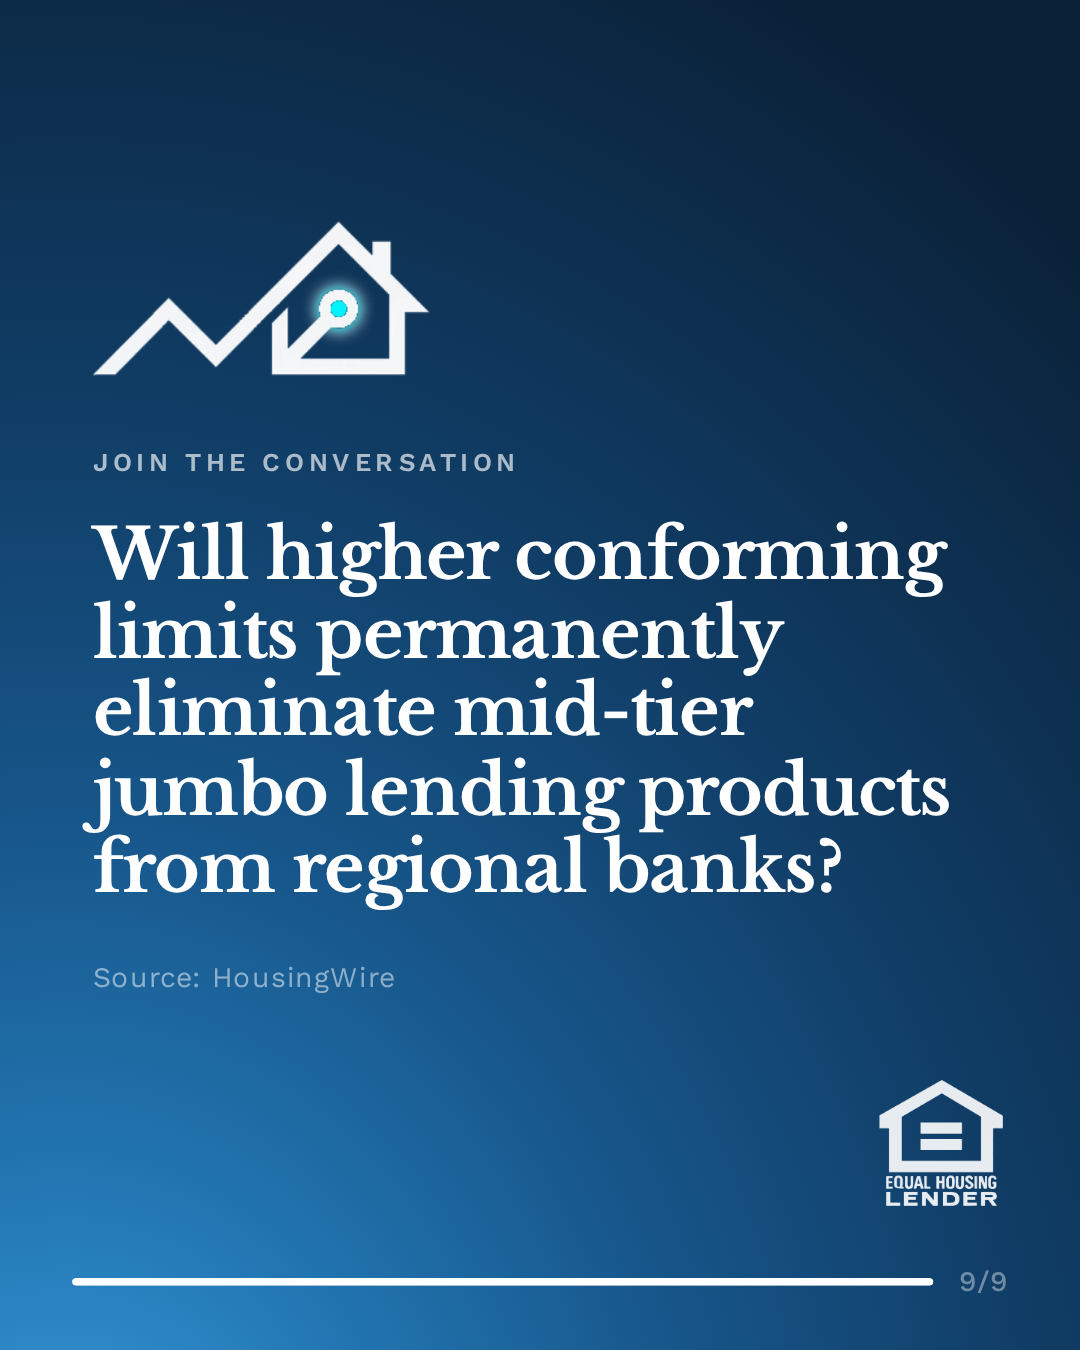 JOIN THE CONVERSATION
Will higher conforming
limits permanently
eliminate mid-tier
jumbo lending products
from regional banks?
Source: HousingWire
EQUAL HOUSING
LENDER
9/9